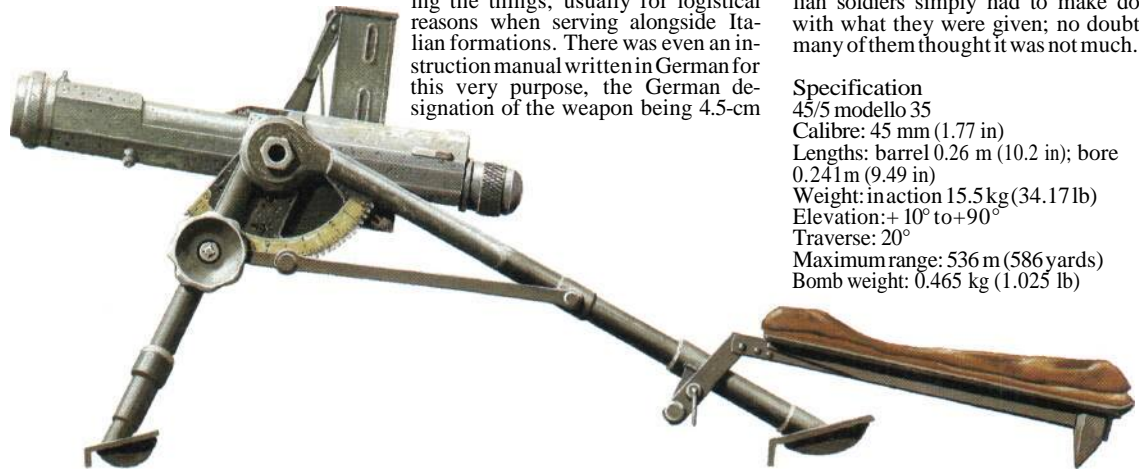 ing the things, usually for logistical
reasons when serving alongside Ita-
lian formations. There was even an in-
struction manual written in German for
this very purpose, the German de-
signation of the weapon being 4.5-cm
lian soldiers simply had to make do
with what they were given; no doubt
many of them thought it was not much.
Specification
45/5 modello 35
Calibre: 45 mm (1.77 in)
Lengths: barrel 0.26 m (10.2 in); bore
0.241 m (9.49 in)
Weight: in action 15.5 kg (34.17 lb)
Elevation: + 10° to +90°
Traverse: 20°
Maximum range: 536 m (586 yards)
Bomb weight: 0.465 kg (1.025 lb)